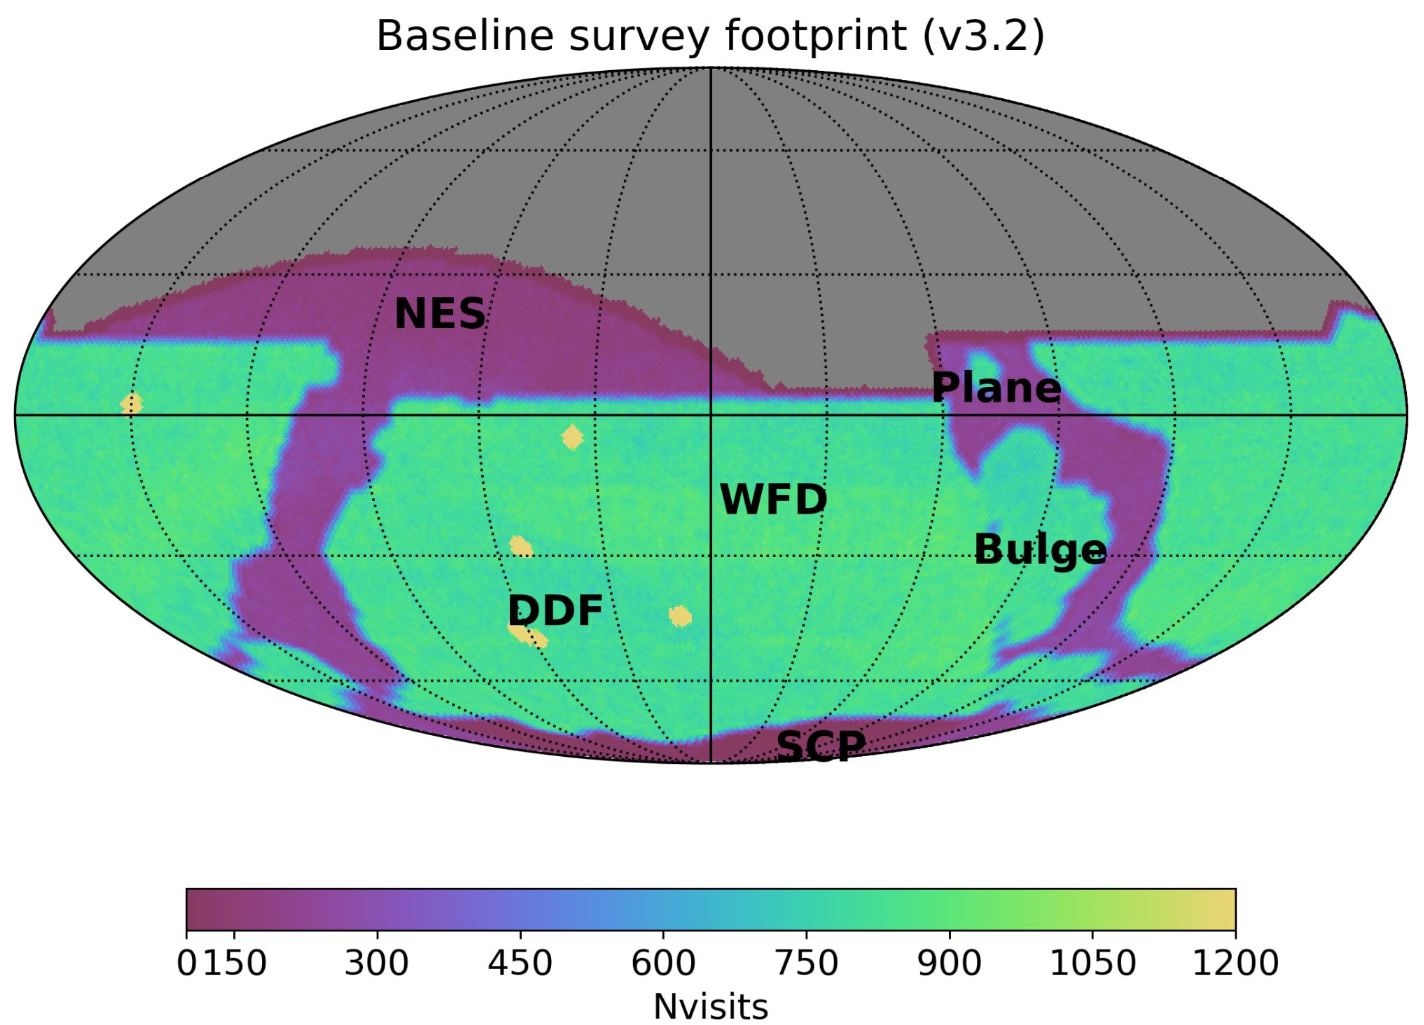 Baseline survey footprint (v3.2)
NES
Plane
WFD
Bulge
DDF
SCP
0 150 300 450 600 750 900 1050 1200
Nvisits